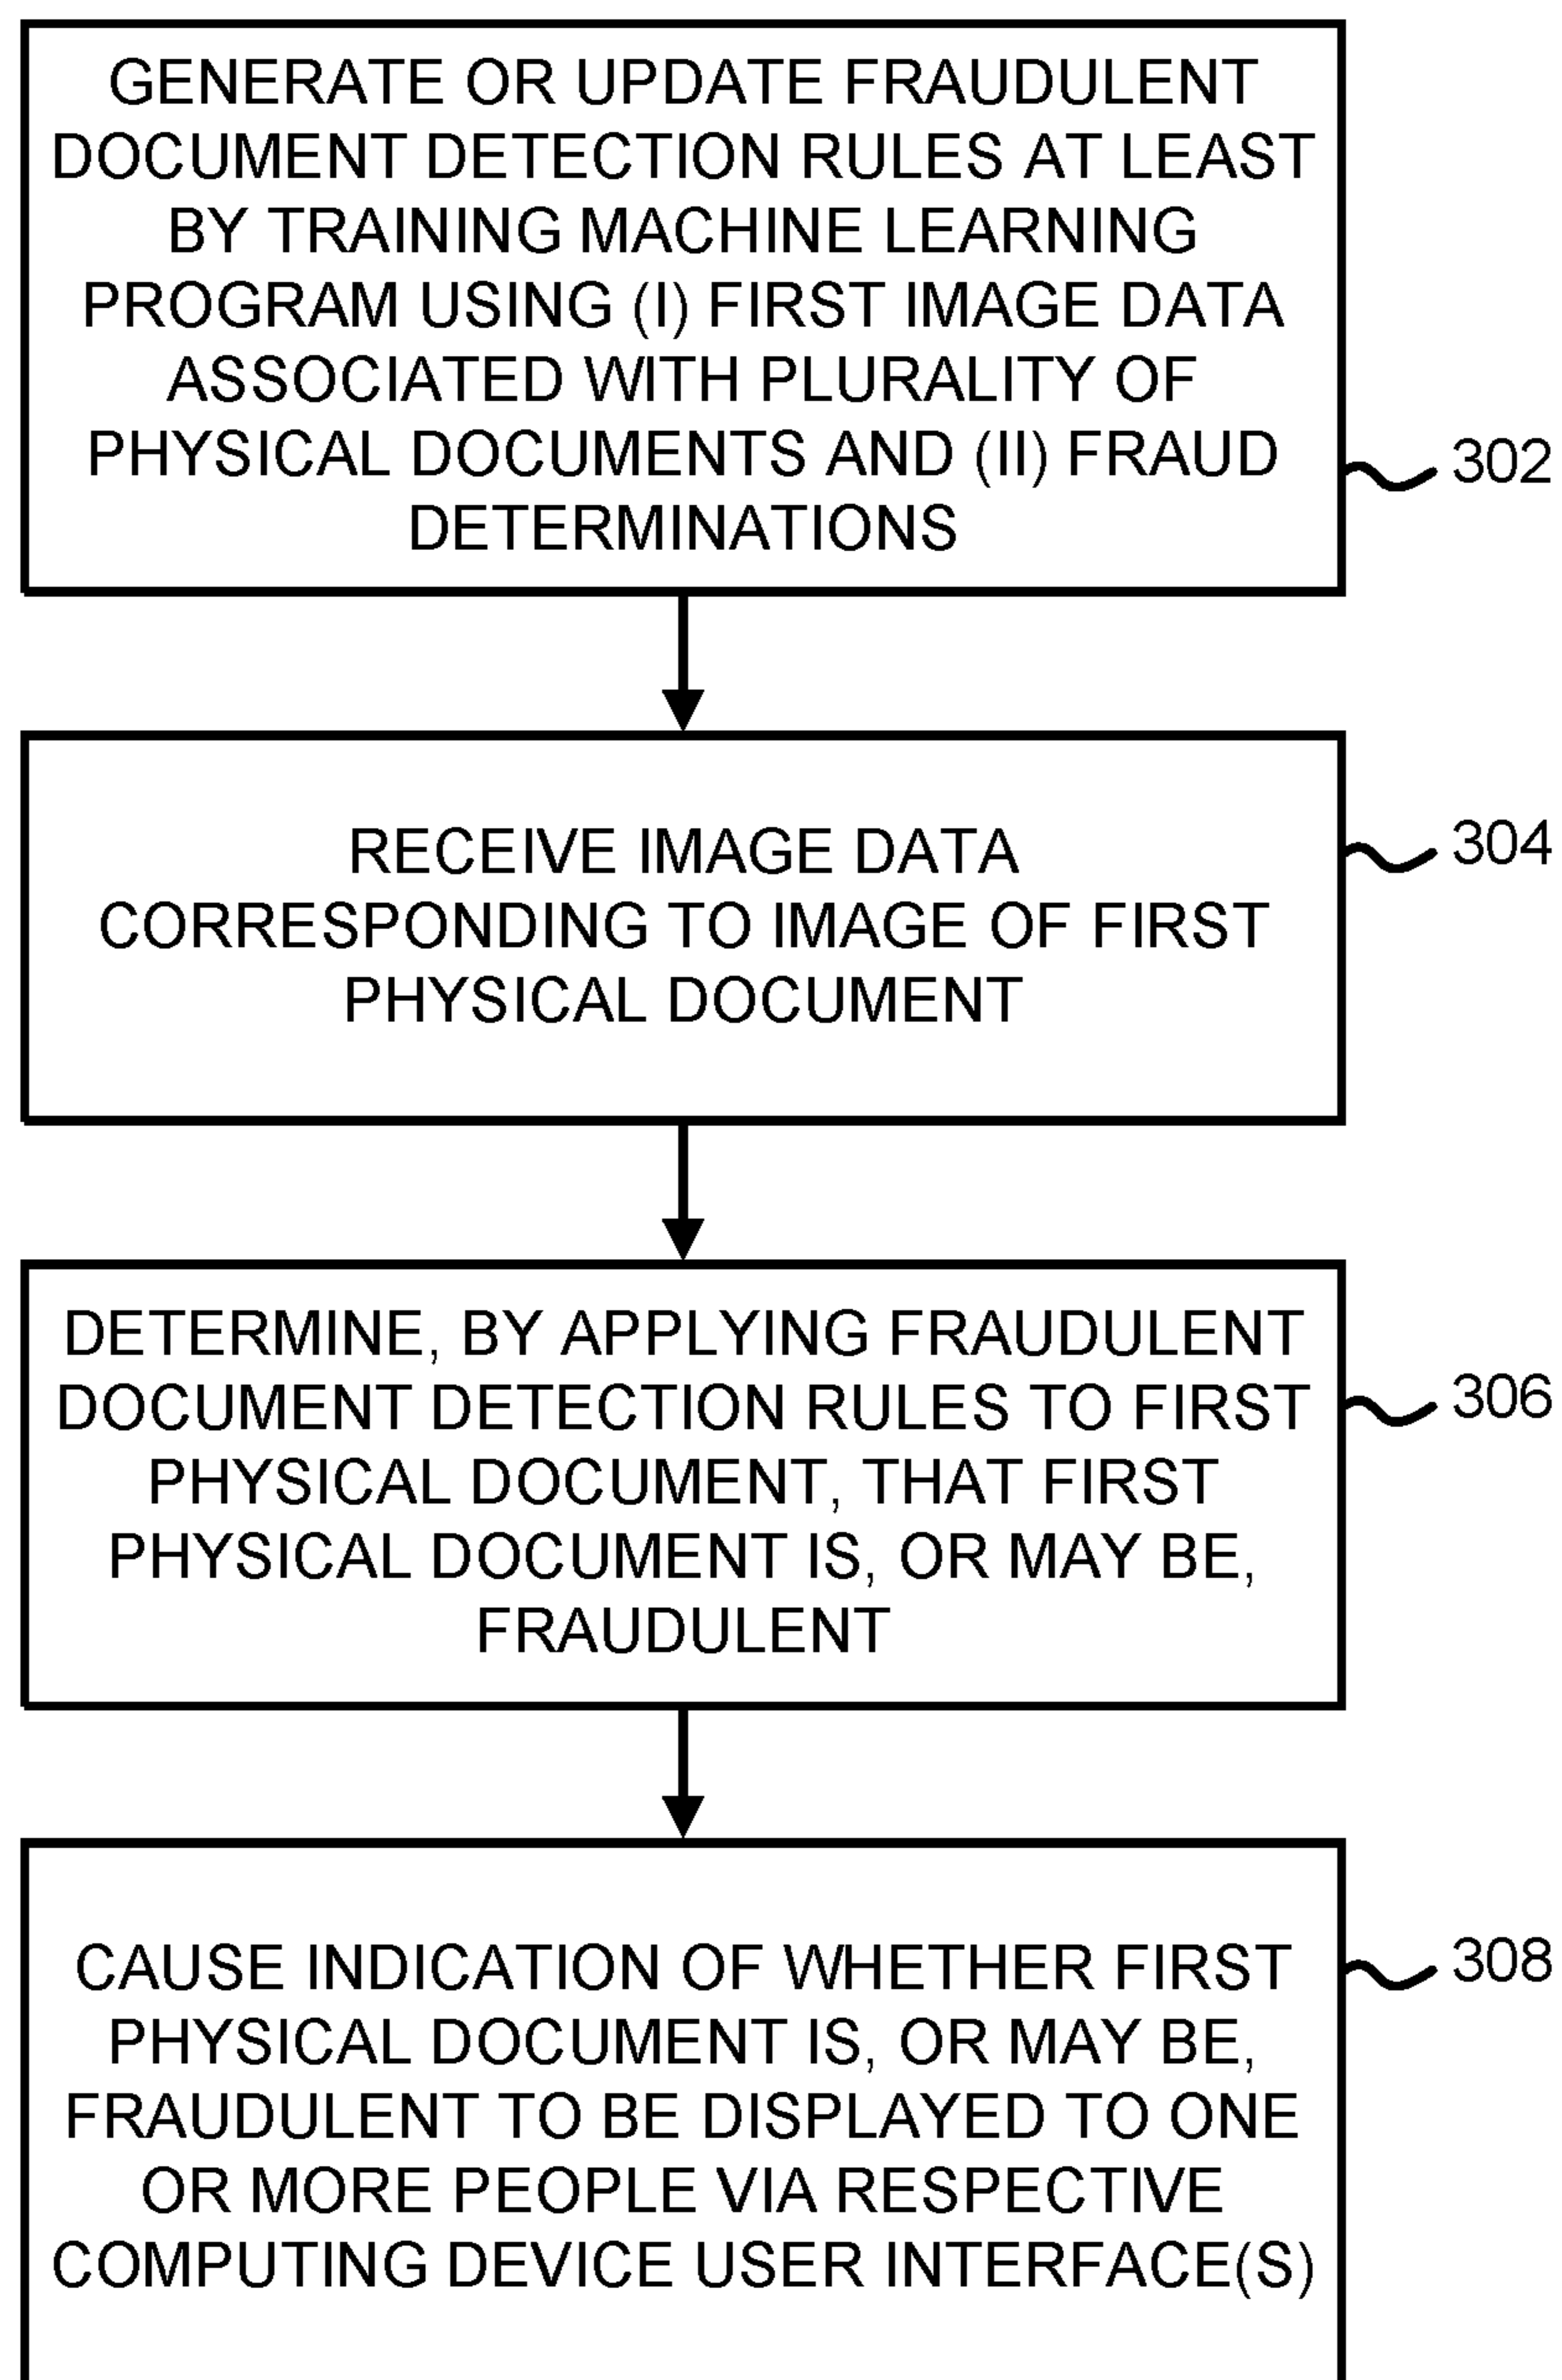 GENERATE OR UPDATE FRAUDULENT
DOCUMENT DETECTION RULES AT LEAST
BY TRAINING MACHINE LEARNING
PROGRAM USING (I) FIRST IMAGE DATA
ASSOCIATED WITH PLURALITY OF
PHYSICAL DOCUMENTS AND (II) FRAUD
DETERMINATIONS
302
RECEIVE IMAGE DATA
CORRESPONDING TO IMAGE OF FIRST
PHYSICAL DOCUMENT
304
DETERMINE, BY APPLYING FRAUDULENT
DOCUMENT DETECTION RULES TO FIRST
PHYSICAL DOCUMENT, THAT FIRST
PHYSICAL DOCUMENT IS, OR MAY BE,
FRAUDULENT
306
CAUSE INDICATION OF WHETHER FIRST
PHYSICAL DOCUMENT IS, OR MAY BE,
FRAUDULENT TO BE DISPLAYED TO ONE
OR MORE PEOPLE VIA RESPECTIVE
COMPUTING DEVICE USER INTERFACE(S)
308